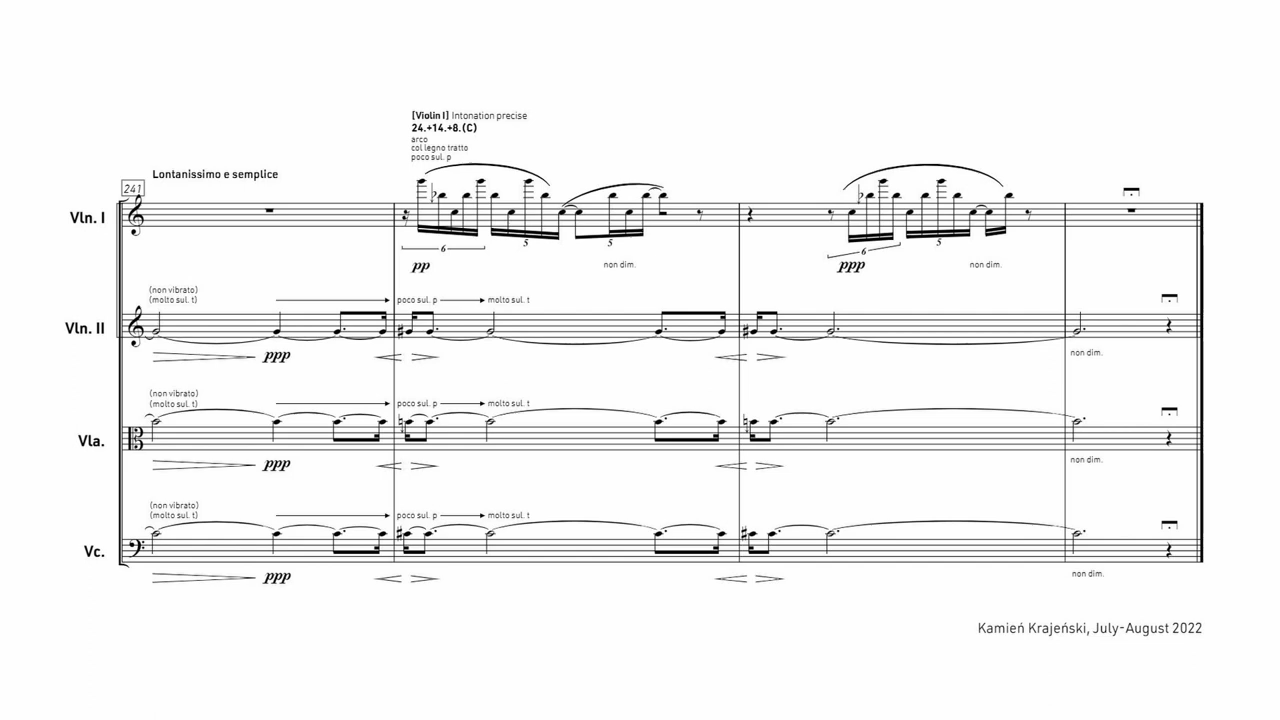 [Violin I] Intonation precise
24.+14.+8.(C)
arco
col legno tratto
poco sul. p
Lontanissimo e semplice
241
Vln. I
6
5
5
6
5
pp
non dim.
ppp
non dim.
(non vibrato)
(molto sul. t)
poco sul. p
molto sul. t
Vln. II
ppp
non dim.
(non vibrato)
(molto sul. t)
poco sul. p
molto sul. t
Vla.
ppp
non dim.
(non vibrato)
(molto sul. t)
poco sul. p
molto sul. t
Vc.
ppp
non dim.
Kamień Krajeński, July-August 2022